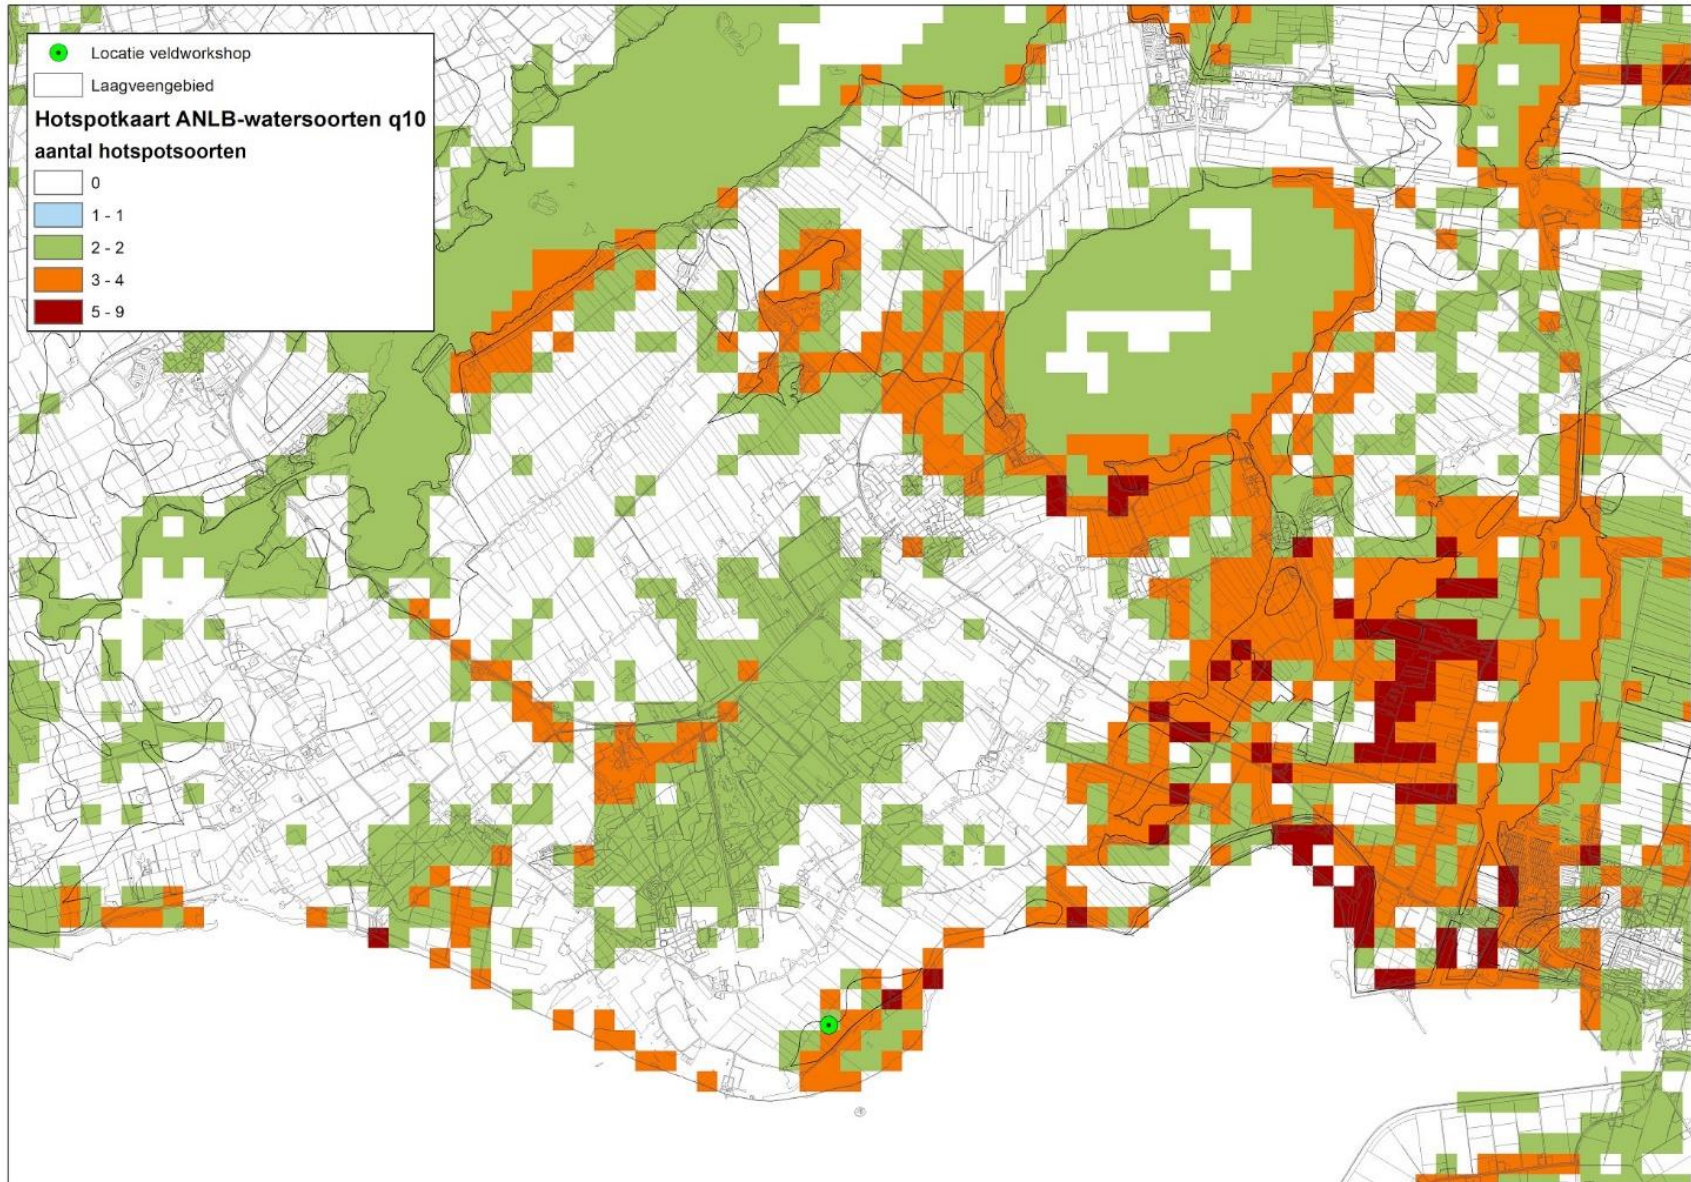 Locatie veldworkshop
Laagveengebied
Hotspotkaart ANLB-watersoorten q10
aantal hotspotsoorten
0
1 - 1
2 - 2
3 - 4
5 - 9